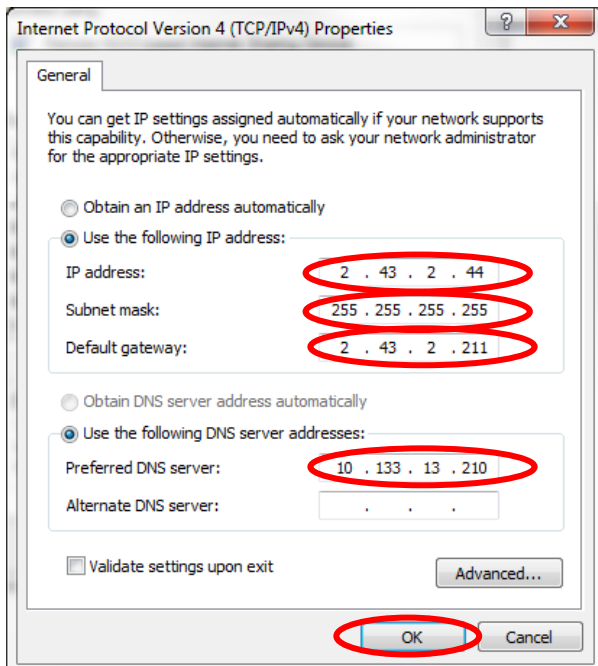 Internet Protocol Version 4 (TCP/IPv4) Properties
General
You can get IP settings assigned automatically if your network supports
this capability. Otherwise, you need to ask your network administrator
for the appropriate IP settings.
Obtain an IP address automatically
Use the following IP address:
IP address: 2 . 43 . 2 . 44
Subnet mask: 255 . 255 . 255 . 255
Default gateway: 2 . 43 . 2 . 211
Obtain DNS server address automatically
Use the following DNS server addresses:
Preferred DNS server: 10 . 133 . 13 . 210
Alternate DNS server: . . .
Validate settings upon exit
Advanced...
OK Cancel